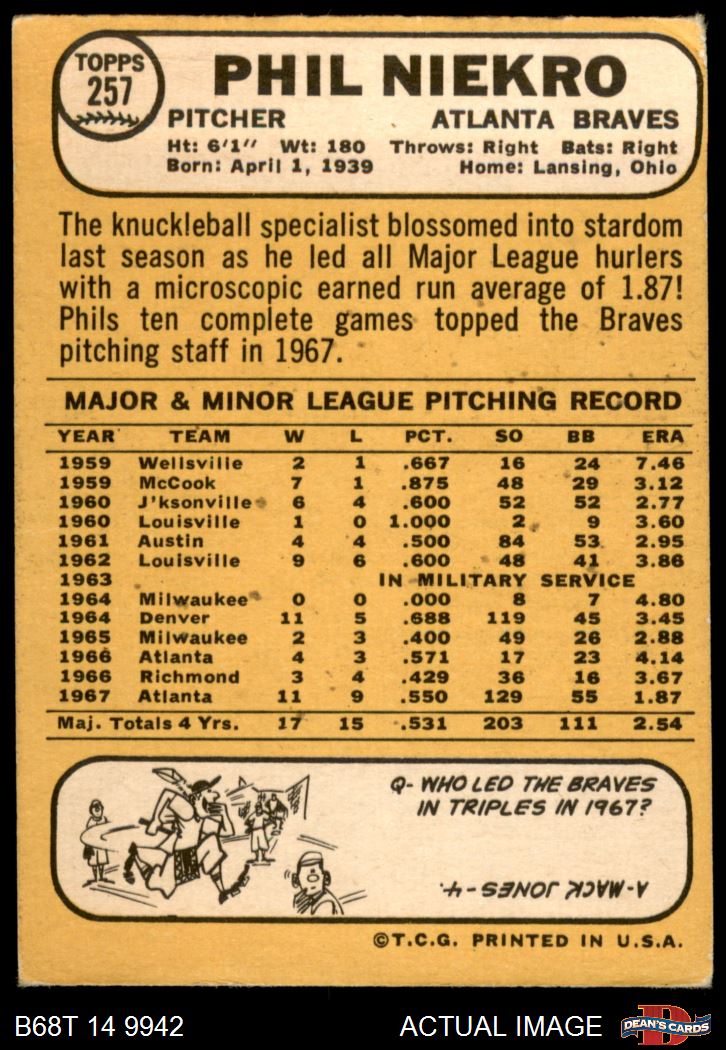 TOPPS
257
PHIL NIEKRO
PITCHER ATLANTA BRAVES
Ht: 6'1" Wt: 180 Throws: Right Bats: Right
Born: April 1, 1939 Home: Lansing, Ohio
The knuckleball specialist blossomed into stardom
last season as he led all Major League hurlers
with a microscopic earned run average of 1.87!
Phils ten complete games topped the Braves
pitching staff in 1967.
MAJOR & MINOR LEAGUE PITCHING RECORD
YEAR TEAM W L PCT. SO BB ERA
1959 Wellsville 2 1 .667 16 24 7.46
1959 McCook 7 1 .875 48 29 3.12
1960 J'ksonville 6 4 .600 52 52 2.77
1960 Louisville 1 0 1.000 2 9 3.60
1961 Austin 4 4 .500 84 53 2.95
1962 Louisville 9 6 .600 48 41 3.86
1963 IN MILITARY SERVICE
1964 Milwaukee 0 0 .000 8 7 4.80
1964 Denver 11 5 .688 119 45 3.45
1965 Milwaukee 2 3 .400 49 26 2.88
1966 Atlanta 4 3 .571 17 23 4.14
1966 Richmond 3 4 .429 36 16 3.67
1967 Atlanta 11 9 .550 129 55 1.87
Maj. Totals 4 Yrs. 17 15 .531 203 111 2.54
Q- WHO LED THE BRAVES
IN TRIPLES IN 1967?
A-MACK JONES-4.
©T.C.G. PRINTED IN U.S.A.
B68T 14 9942 ACTUAL IMAGE D DEAN'S CARDS